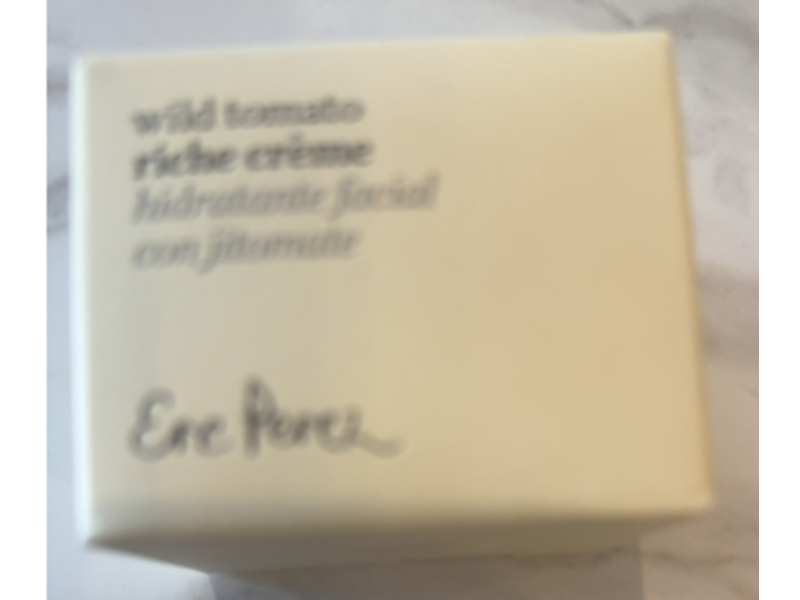 wild tomato
riche crème
hidratante facial
con jitomate
Ere Perez